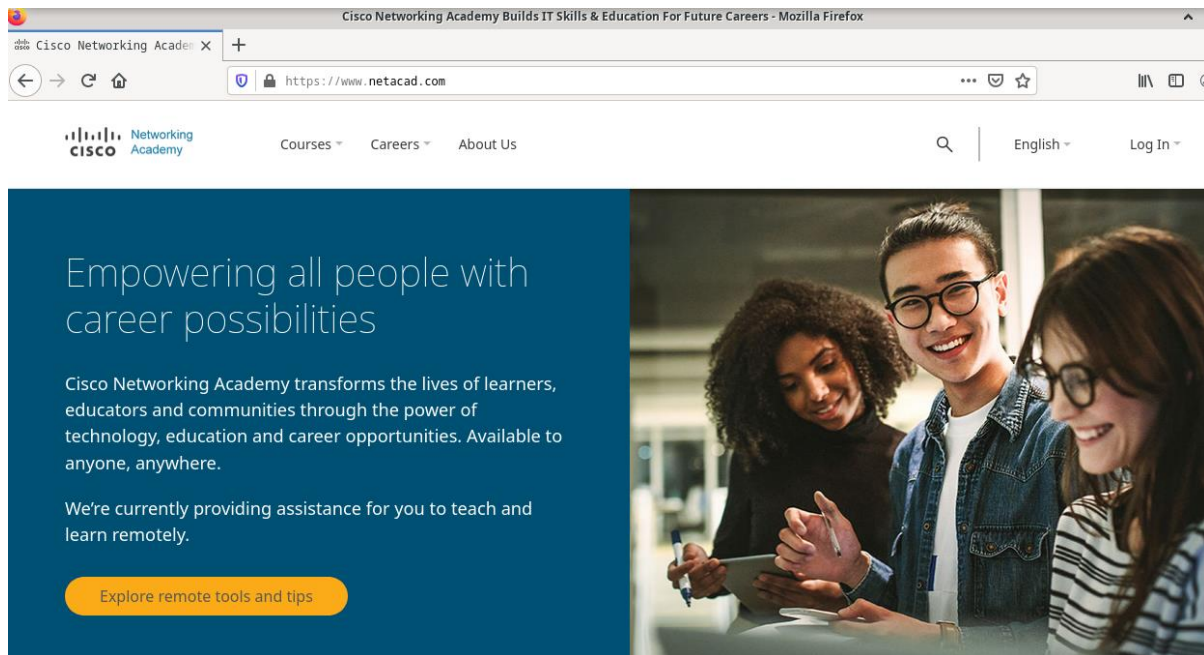 Cisco Networking Academy Builds IT Skills & Education For Future Careers - Mozilla Firefox
Cisco Networking Academ
https://www.netacad.com
CISCO Networking Academy
Courses Careers About Us English Log In
Empowering all people with
career possibilities
Cisco Networking Academy transforms the lives of learners,
educators and communities through the power of
technology, education and career opportunities. Available to
anyone, anywhere.
We're currently providing assistance for you to teach and
learn remotely.
Explore remote tools and tips